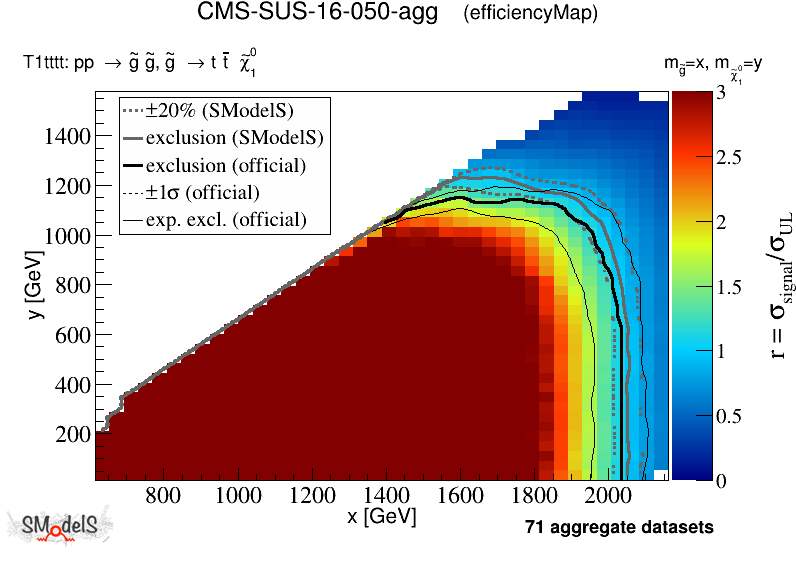 CMS-SUS-16-050-agg (efficiencyMap)
T1tttt: pp → g̃ g̃, g̃ → t t̄ χ̃₁⁰
m_g̃=x, m_χ̃₁⁰=y
±20% (SModelS)
exclusion (SModelS)
exclusion (official)
±1σ (official)
exp. excl. (official)
1400
1200
1000
800
600
400
200
y [GeV]
800 1000 1200 1400 1600 1800 2000
x [GeV]
3
2.5
2
1.5
1
0.5
0
r = σ_signal/σ_UL
71 aggregate datasets
SModelS